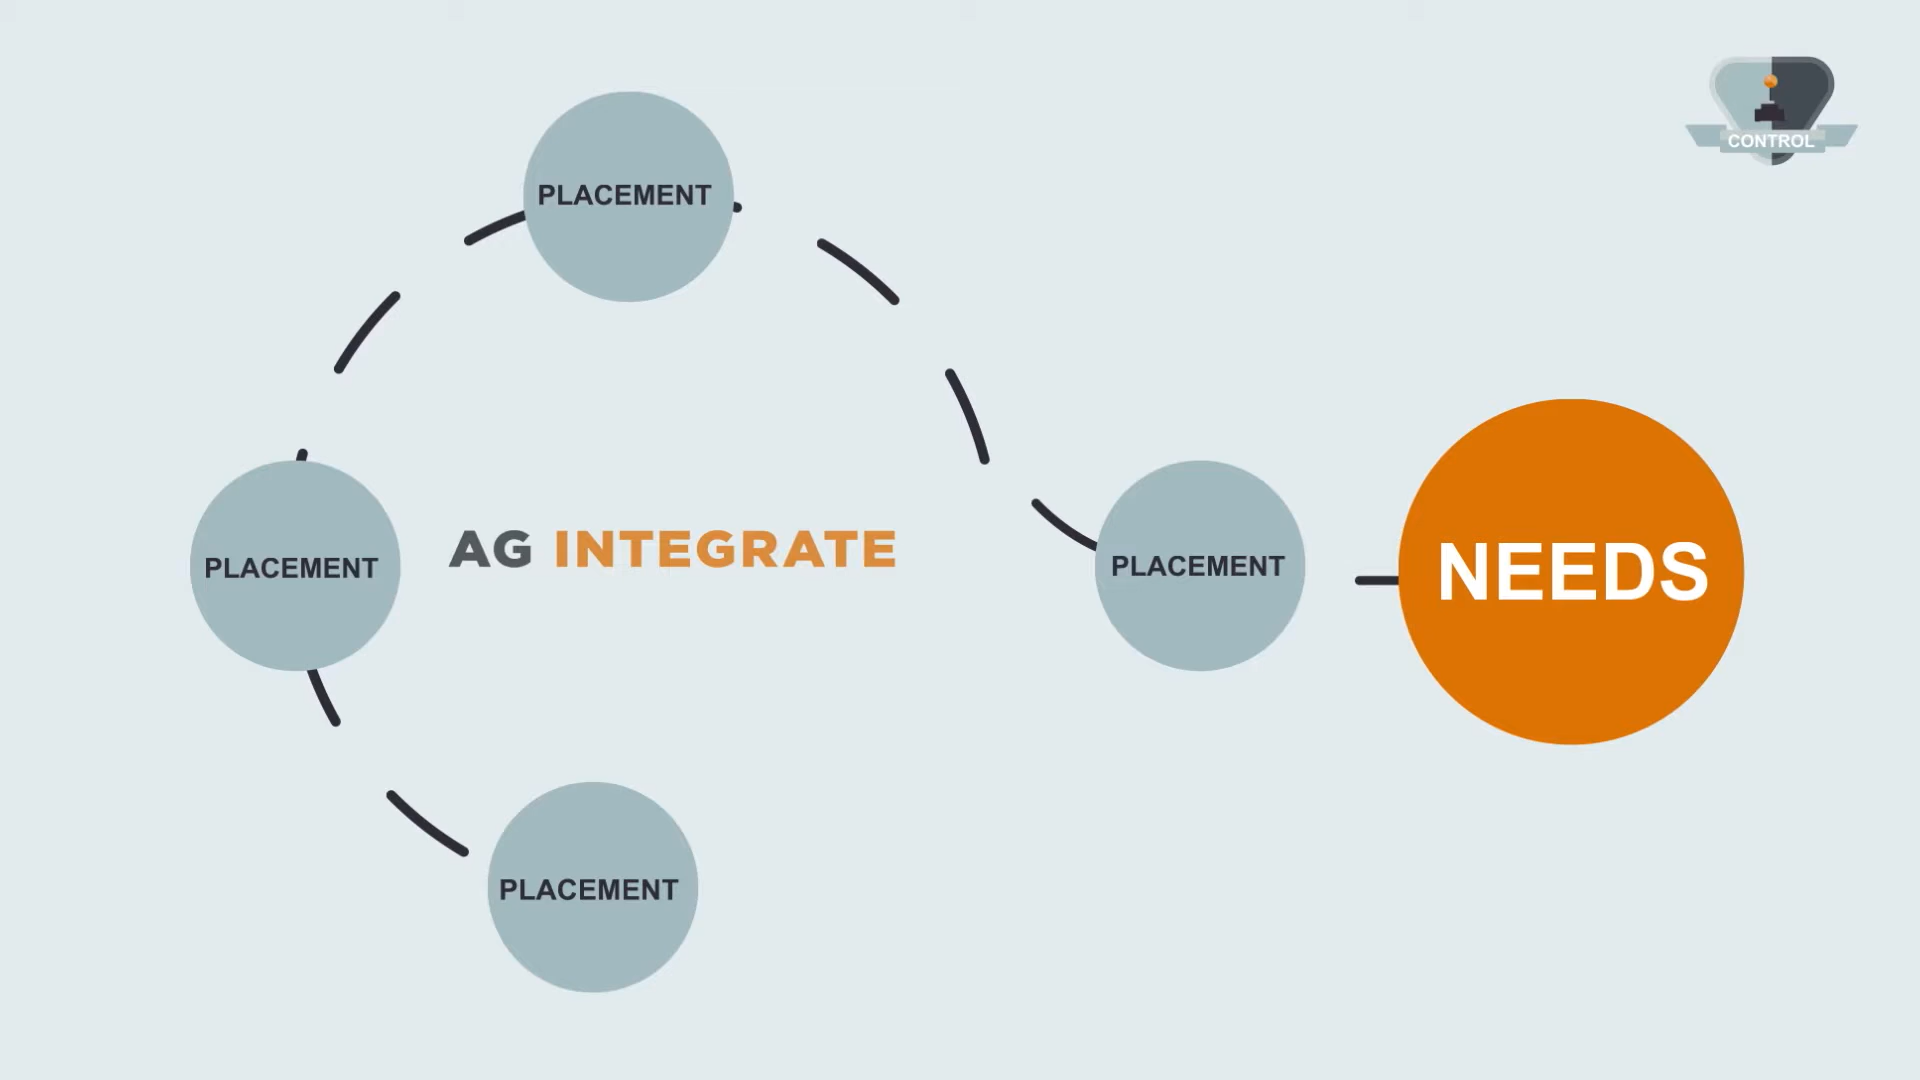 CONTROL
PLACEMENT
AG INTEGRATE
PLACEMENT
PLACEMENT
NEEDS
PLACEMENT